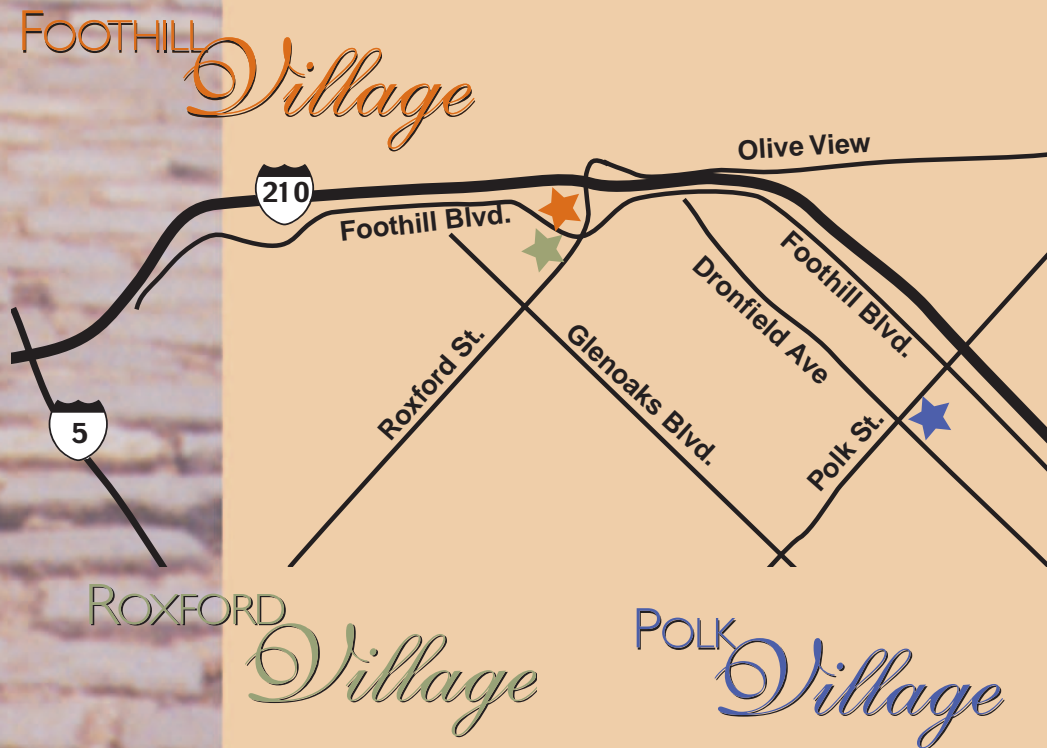 FOOTHILL
Village
Olive View
210
Foothill Blvd.
Foothill Blvd.
Dronfield Ave
Roxford St.
Glenoaks Blvd.
5
Polk St.
ROXFORD
Village
POLK
Village